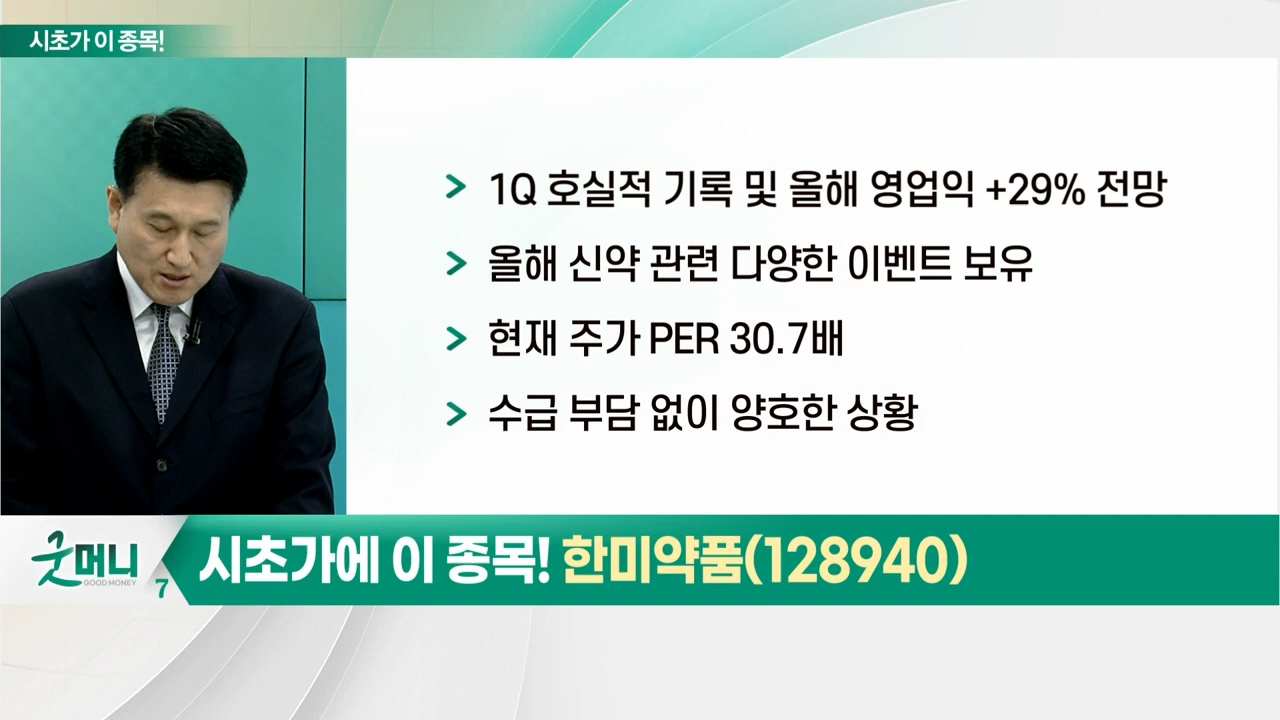 시초가 이 종목!
> 1Q 호실적 기록 및 올해 영업익 +29% 전망
> 올해 신약 관련 다양한 이벤트 보유
> 현재 주가 PER 30.7배
> 수급 부담 없이 양호한 상황
굿머니
GOOD MONEY
7
시초가에 이 종목! 한미약품(128940)